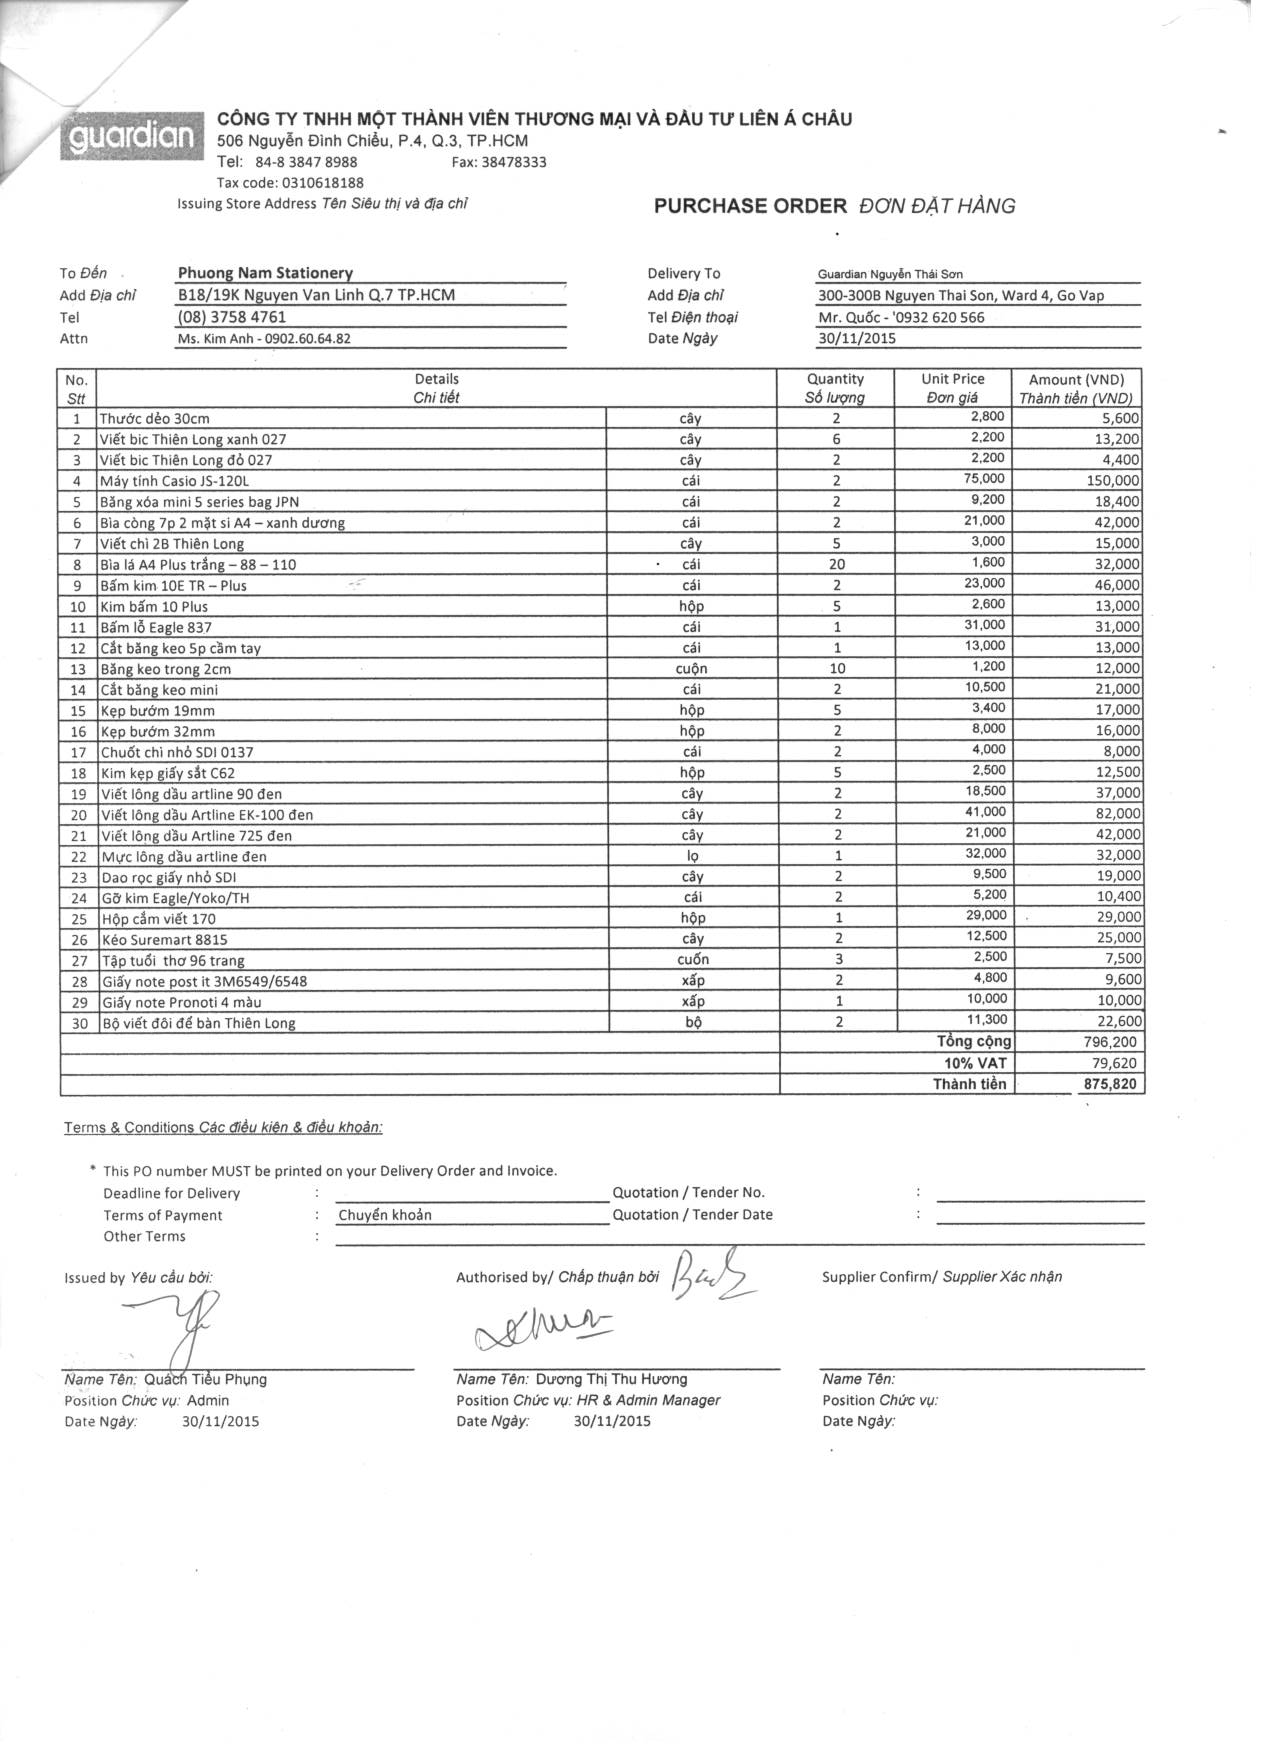 guardian
CÔNG TY TNHH MỘT THÀNH VIÊN THƯƠNG MẠI VÀ ĐẦU TƯ LIÊN Á CHÂU
506 Nguyễn Đình Chiểu, P.4, Q.3, TP.HCM
Tel: 84-8 3847 8988 Fax: 38478333
Tax code: 0310618188
Issuing Store Address Tên Siêu thị và địa chỉ
PURCHASE ORDER ĐƠN ĐẶT HÀNG
To Đến Phuong Nam Stationery Delivery To Guardian Nguyễn Thái Sơn
Add Địa chỉ B18/19K Nguyen Van Linh Q.7 TP.HCM Add Địa chỉ 300-300B Nguyen Thai Son, Ward 4, Go Vap
Tel (08) 3758 4761 Tel Điện thoại Mr. Quốc - '0932 620 566
Attn Ms. Kim Anh - 0902.60.64.82 Date Ngày 30/11/2015
No. Details Quantity Unit Price Amount (VND)
Stt Chi tiết Số lượng Đơn giá Thành tiền (VND)
1 Thước dẻo 30cm cây 2 2,800 5,600
2 Viết bic Thiên Long xanh 027 cây 6 2,200 13,200
3 Viết bic Thiên Long đỏ 027 cây 2 2,200 4,400
4 Máy tính Casio JS-120L cái 2 75,000 150,000
5 Băng xóa mini 5 series bag JPN cái 2 9,200 18,400
6 Bìa còng 7p 2 mặt si A4 – xanh dương cái 2 21,000 42,000
7 Viết chì 2B Thiên Long cây 5 3,000 15,000
8 Bìa lá A4 Plus trắng – 88 – 110 cái 20 1,600 32,000
9 Bấm kim 10E TR – Plus cái 2 23,000 46,000
10 Kim bấm 10 Plus hộp 5 2,600 13,000
11 Bấm lỗ Eagle 837 cái 1 31,000 31,000
12 Cắt băng keo 5p cầm tay cái 1 13,000 13,000
13 Băng keo trong 2cm cuộn 10 1,200 12,000
14 Cắt băng keo mini cái 2 10,500 21,000
15 Kẹp bướm 19mm hộp 5 3,400 17,000
16 Kẹp bướm 32mm hộp 2 8,000 16,000
17 Chuốt chì nhỏ SDI 0137 cái 2 4,000 8,000
18 Kim kẹp giấy sắt C62 hộp 5 2,500 12,500
19 Viết lông dầu artline 90 đen cây 2 18,500 37,000
20 Viết lông dầu Artline EK-100 đen cây 2 41,000 82,000
21 Viết lông dầu Artline 725 đen cây 2 21,000 42,000
22 Mực lông dầu artline đen lọ 1 32,000 32,000
23 Dao rọc giấy nhỏ SDI cây 2 9,500 19,000
24 Gỡ kim Eagle/Yoko/TH cái 2 5,200 10,400
25 Hộp cắm viết 170 hộp 1 29,000 29,000
26 Kéo Suremart 8815 cây 2 12,500 25,000
27 Tập tuổi thơ 96 trang cuốn 3 2,500 7,500
28 Giấy note post it 3M6549/6548 xấp 2 4,800 9,600
29 Giấy note Pronoti 4 màu xấp 1 10,000 10,000
30 Bộ viết đôi để bàn Thiên Long bộ 2 11,300 22,600
Tổng cộng 796,200
10% VAT 79,620
Thành tiền 875,820
Terms & Conditions Các điều kiện & điều khoản:
* This PO number MUST be printed on your Delivery Order and Invoice.
Deadline for Delivery : Quotation / Tender No. :
Terms of Payment : Chuyển khoản Quotation / Tender Date :
Other Terms :
Issued by Yêu cầu bởi: Authorised by/ Chấp thuận bởi Supplier Confirm/ Supplier Xác nhận
Name Tên: Quách Tiểu Phụng Name Tên: Dương Thị Thu Hương Name Tên:
Position Chức vụ: Admin Position Chức vụ: HR & Admin Manager Position Chức vụ:
Date Ngày: 30/11/2015 Date Ngày: 30/11/2015 Date Ngày: